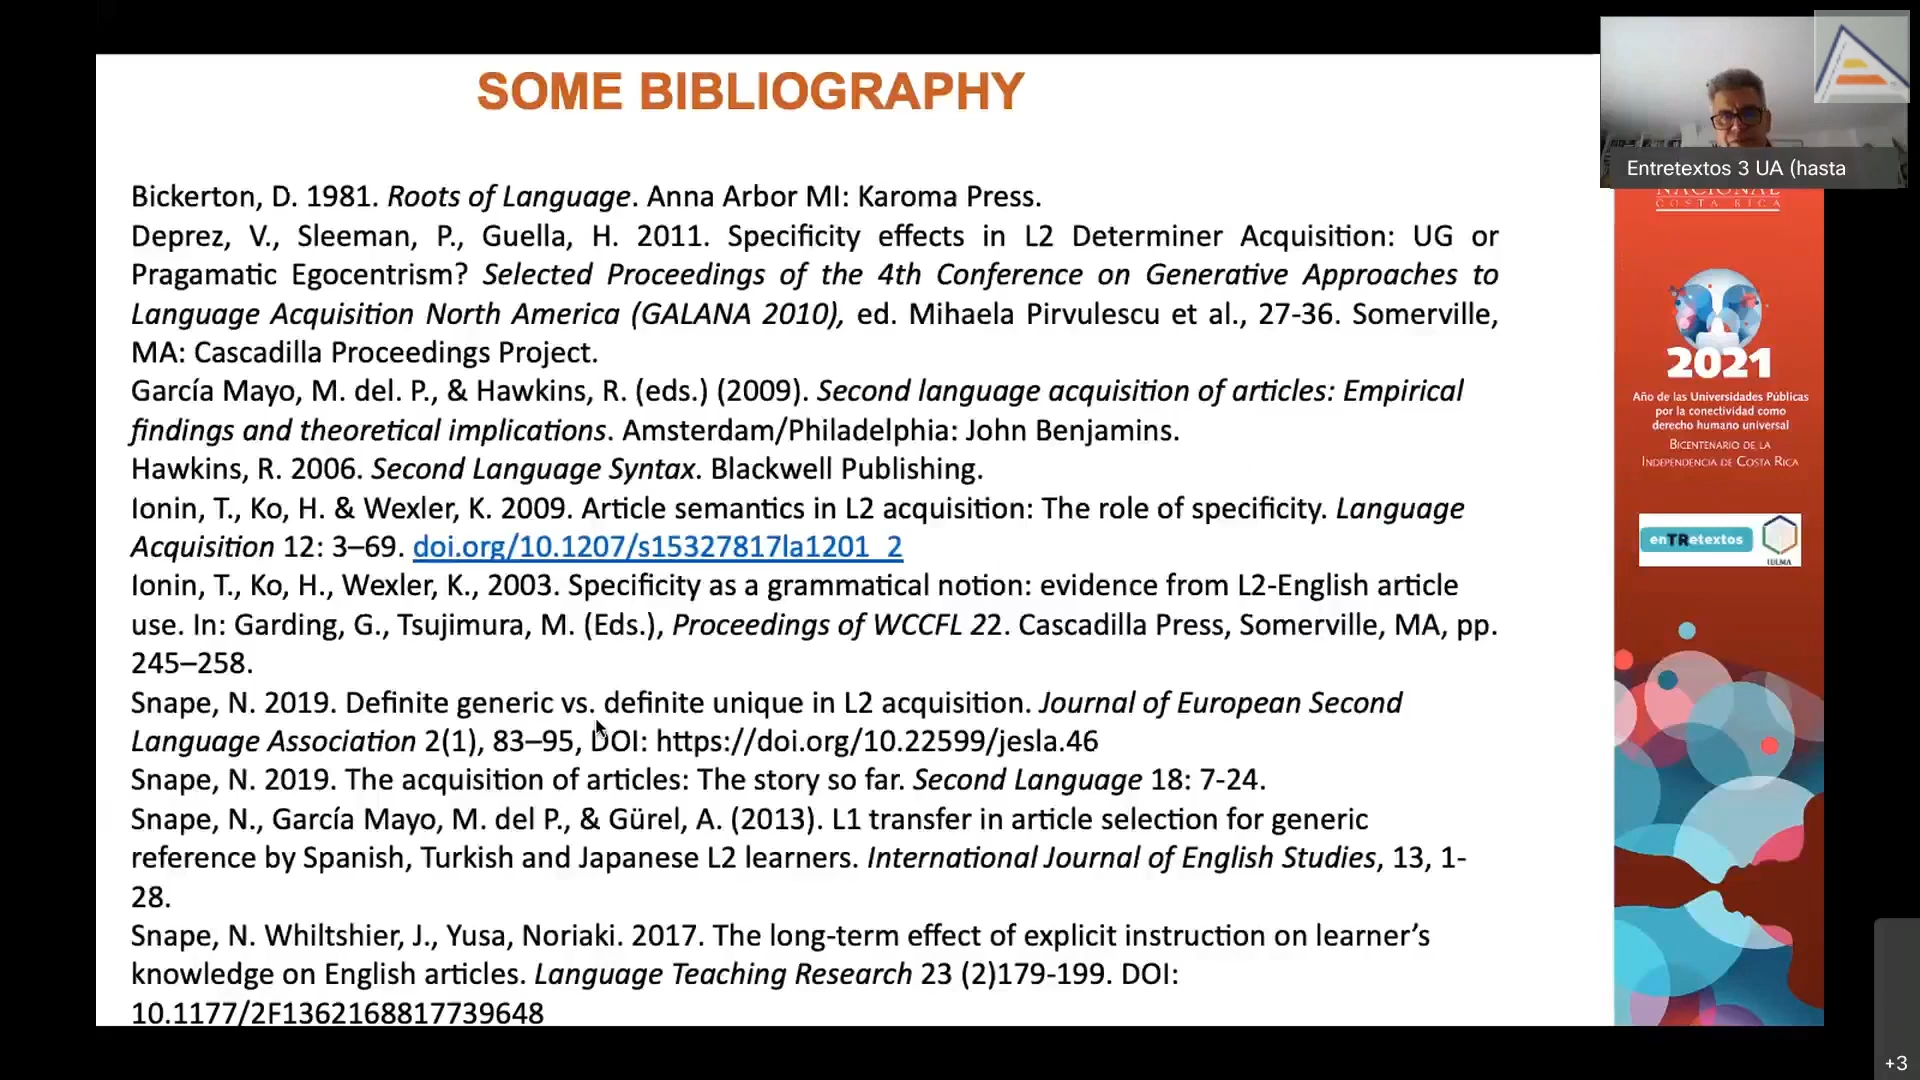 SOME BIBLIOGRAPHY
Bickerton, D. 1981. Roots of Language. Anna Arbor MI: Karoma Press.
Deprez, V., Sleeman, P., Guella, H. 2011. Specificity effects in L2 Determiner Acquisition: UG or
Pragamatic Egocentrism? Selected Proceedings of the 4th Conference on Generative Approaches to
Language Acquisition North America (GALANA 2010), ed. Mihaela Pirvulescu et al., 27-36. Somerville,
MA: Cascadilla Proceedings Project.
García Mayo, M. del. P., & Hawkins, R. (eds.) (2009). Second language acquisition of articles: Empirical
findings and theoretical implications. Amsterdam/Philadelphia: John Benjamins.
Hawkins, R. 2006. Second Language Syntax. Blackwell Publishing.
Ionin, T., Ko, H. & Wexler, K. 2009. Article semantics in L2 acquisition: The role of specificity. Language
Acquisition 12: 3–69. doi.org/10.1207/s15327817la1201_2
Ionin, T., Ko, H., Wexler, K., 2003. Specificity as a grammatical notion: evidence from L2-English article
use. In: Garding, G., Tsujimura, M. (Eds.), Proceedings of WCCFL 22. Cascadilla Press, Somerville, MA, pp.
245–258.
Snape, N. 2019. Definite generic vs. definite unique in L2 acquisition. Journal of European Second
Language Association 2(1), 83–95, DOI: https://doi.org/10.22599/jesla.46
Snape, N. 2019. The acquisition of articles: The story so far. Second Language 18: 7-24.
Snape, N., García Mayo, M. del P., & Gürel, A. (2013). L1 transfer in article selection for generic
reference by Spanish, Turkish and Japanese L2 learners. International Journal of English Studies, 13, 1-
28.
Snape, N. Whiltshier, J., Yusa, Noriaki. 2017. The long-term effect of explicit instruction on learner’s
knowledge on English articles. Language Teaching Research 23 (2)179-199. DOI:
10.1177/2F1362168817739648
Entretextos 3 UA (hasta
NACIONAL
COSTA RICA
2021
Año de las Universidades Públicas
por la conectividad como
derecho humano universal
Bicentenario de la
Independencia de Costa Rica
enTRetextos
IULMA
+3